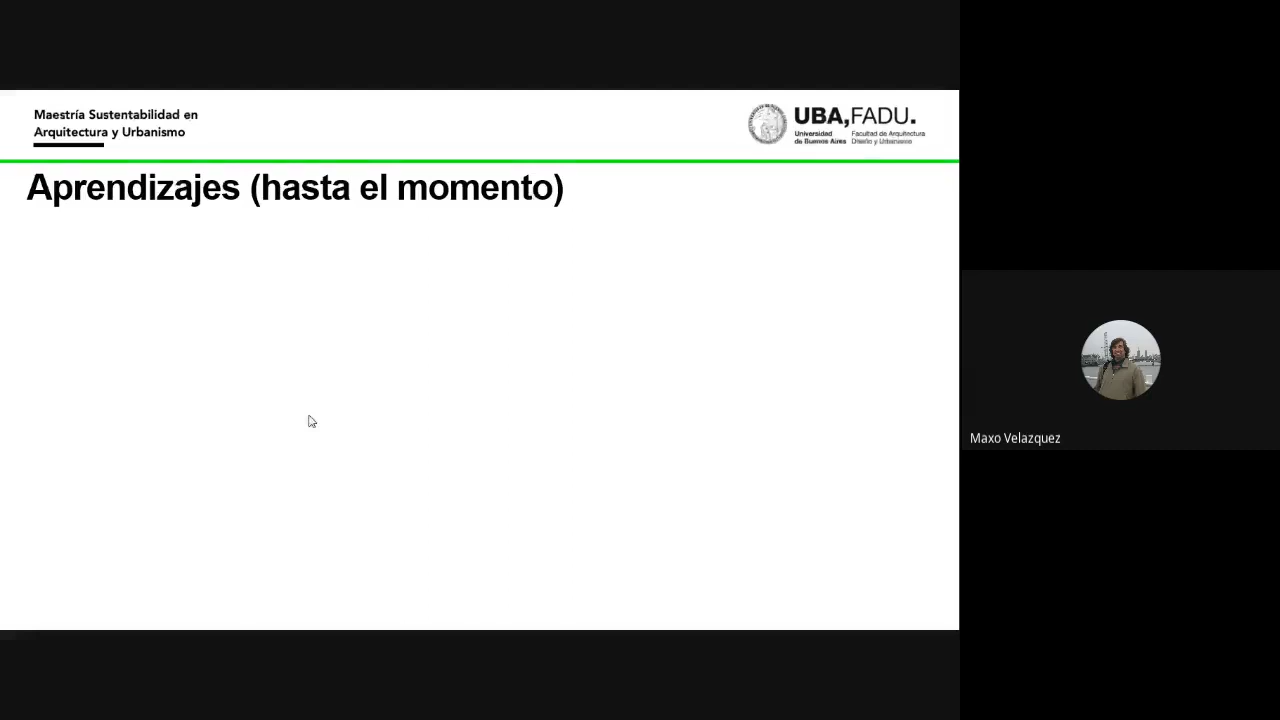 Maestría Sustentabilidad en
Arquitectura y Urbanismo
UBA,FADU.
Universidad
de Buenos Aires
Facultad de Arquitectura
Diseño y Urbanismo
Aprendizajes (hasta el momento)
Maxo Velazquez